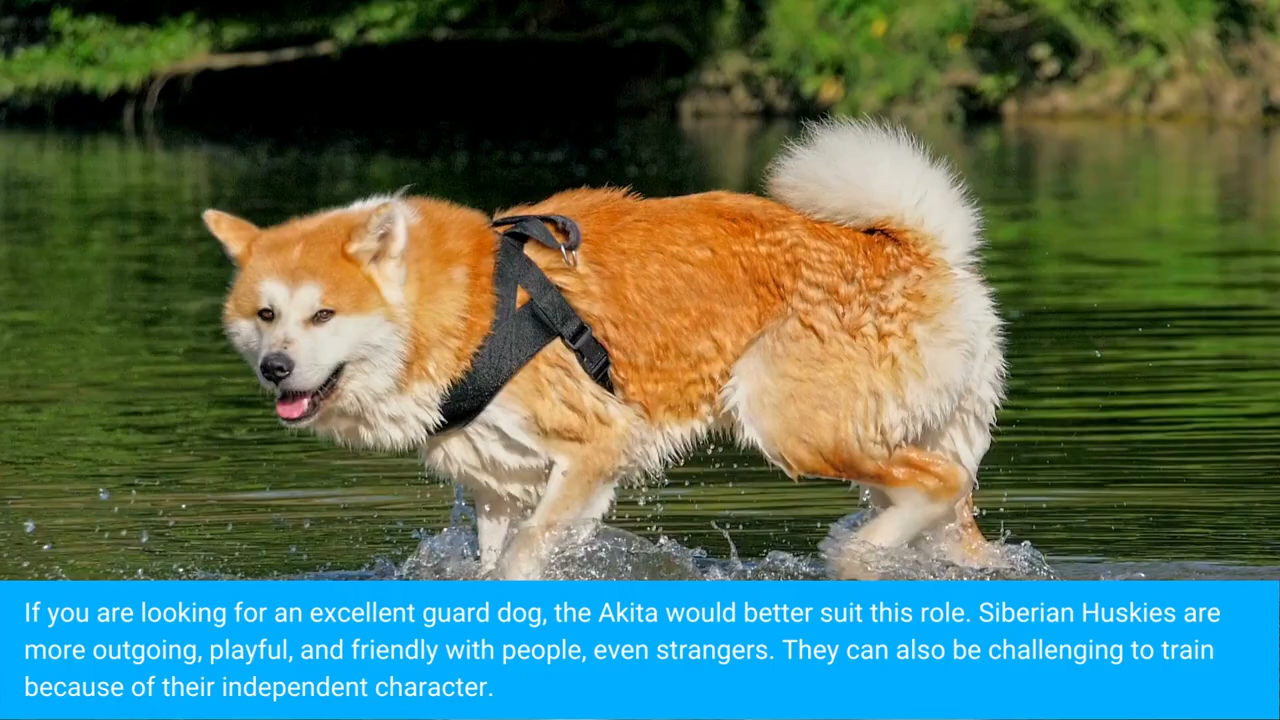 If you are looking for an excellent guard dog, the Akita would better suit this role. Siberian Huskies are
more outgoing, playful, and friendly with people, even strangers. They can also be challenging to train
because of their independent character.